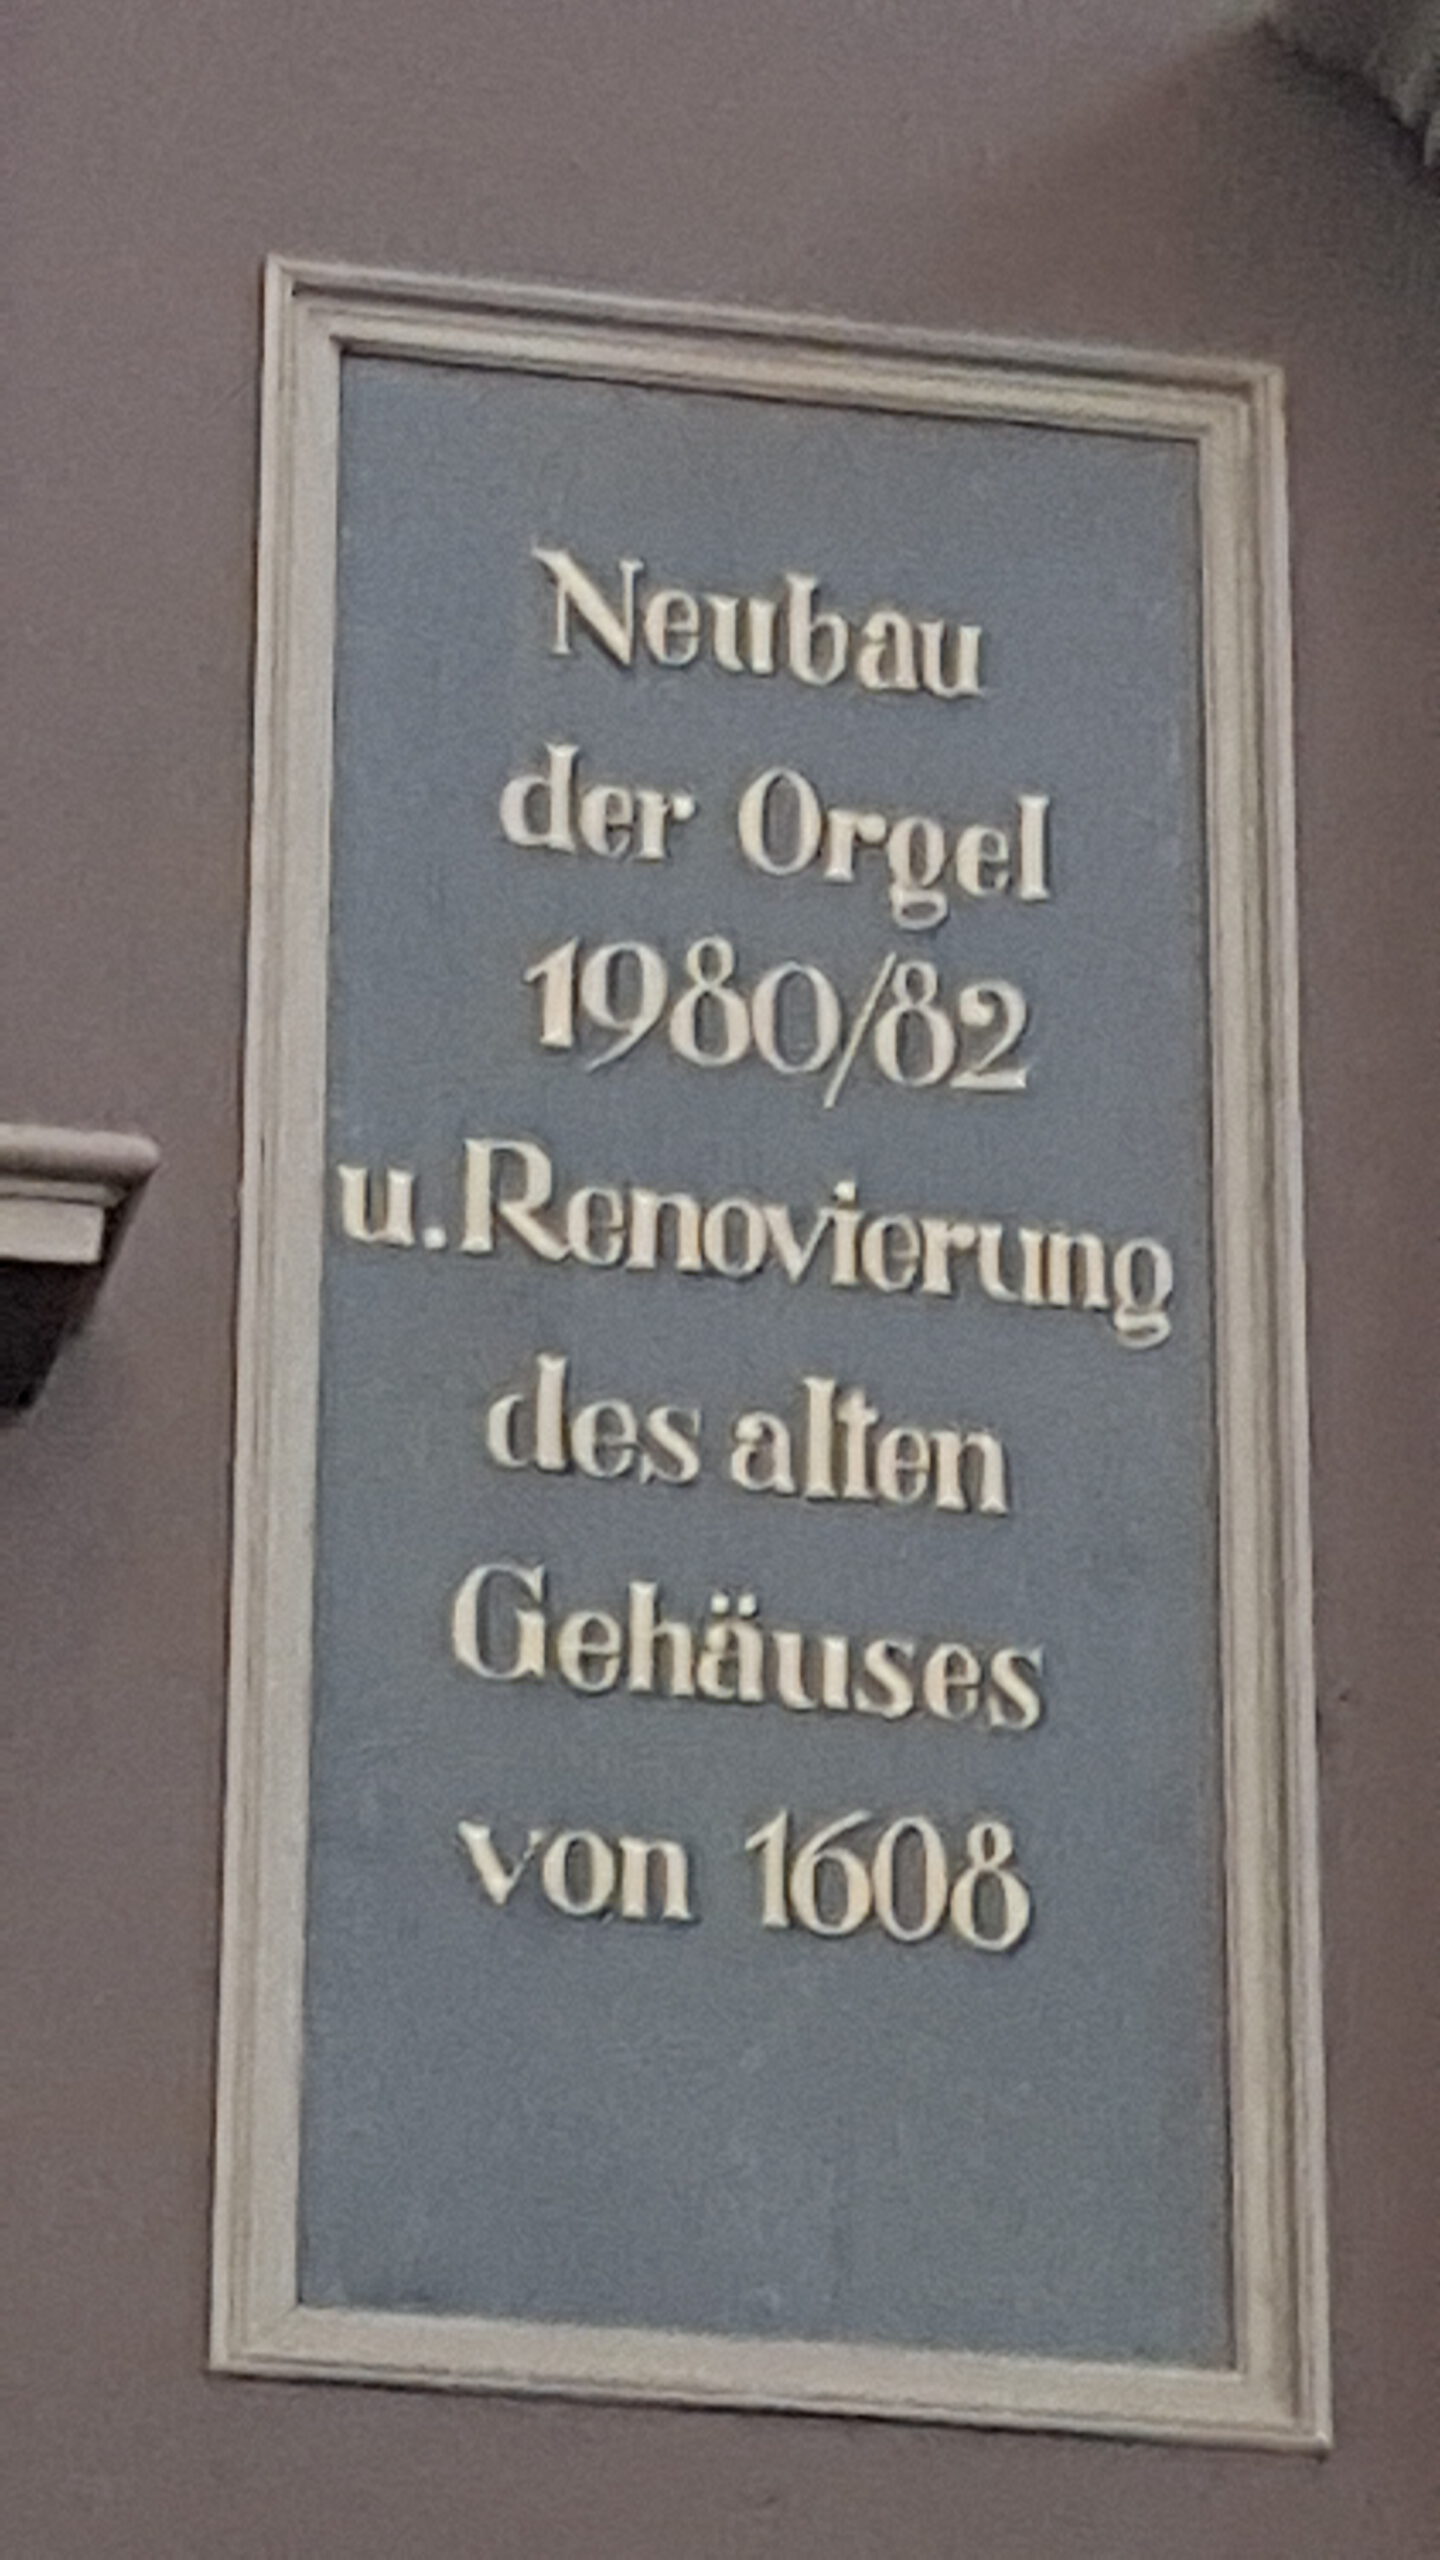 Neubau
der Orgel
1980/82
u. Renovierung
des alten
Gehäuses
von 1608